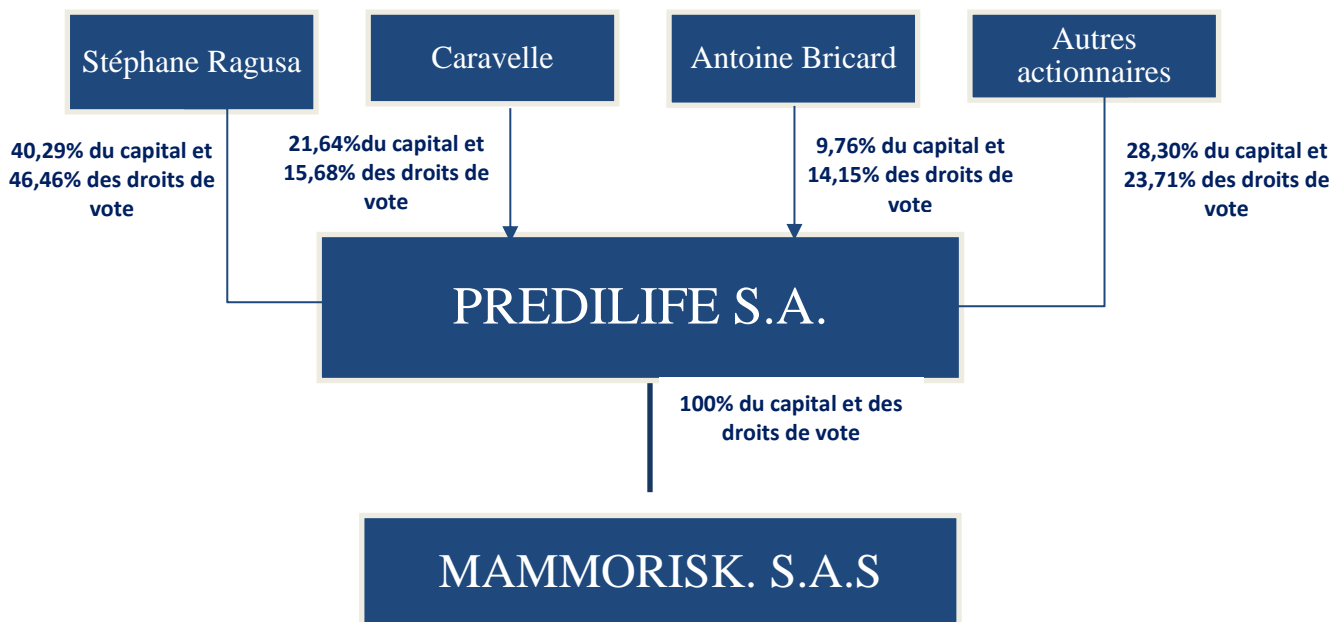 Stéphane Ragusa
Caravelle
Antoine Bricard
Autres
actionnaires
40,29% du capital et
46,46% des droits de
vote
21,64%du capital et
15,68% des droits de
vote
9,76% du capital et
14,15% des droits de
vote
28,30% du capital et
23,71% des droits de
vote
PREDILIFE S.A.
100% du capital et des
droits de vote
MAMMORISK. S.A.S